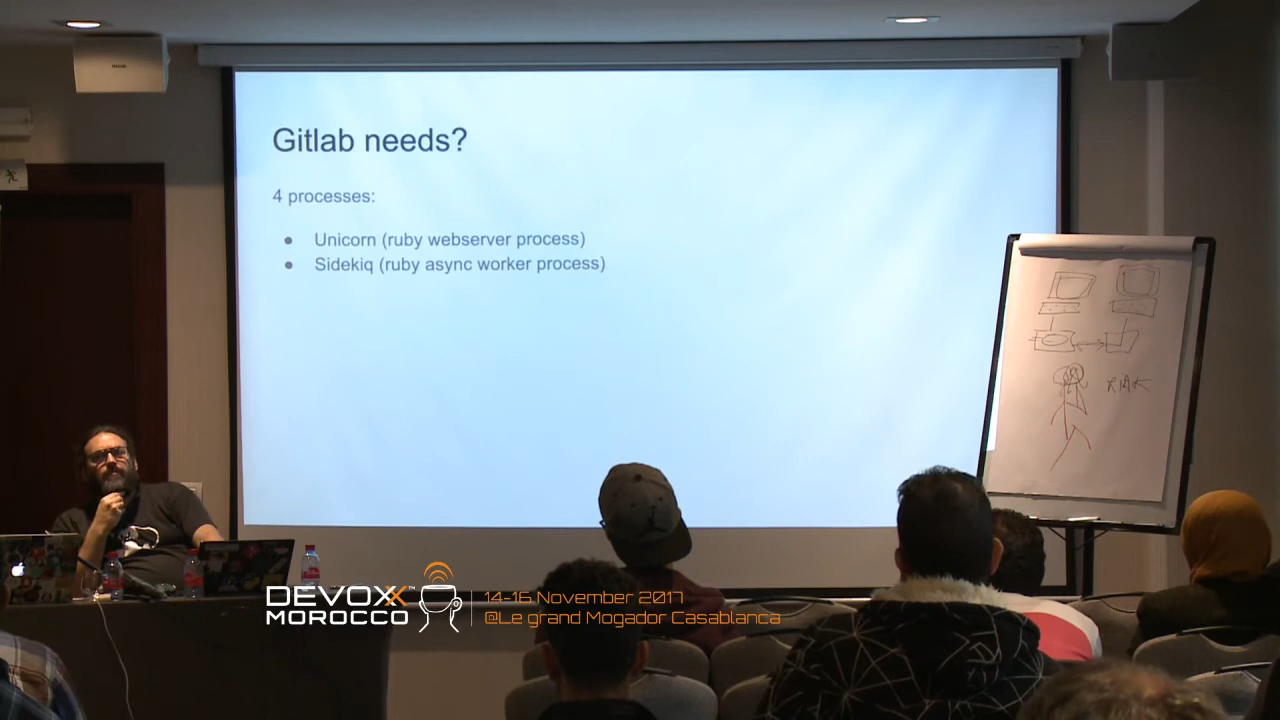 Gitlab needs?
4 processes:
● Unicorn (ruby webserver process)
● Sidekiq (ruby async worker process)
RIAK
DEVOXX™
MOROCCO
14-16 November 2017
@Le grand Mogador Casablanca